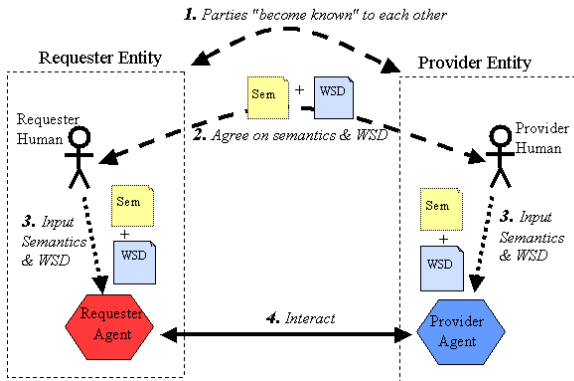 1. Parties "become known" to each other
Requester Entity
Provider Entity
Sem
+
WSD
Requester
Human
2. Agree on semantics & WSD
Provider
Human
3. Input
Semantics
& WSD
Sem
+
WSD
Sem
+
WSD
3. Input
Semantics
& WSD
Requester
Agent
4. Interact
Provider
Agent